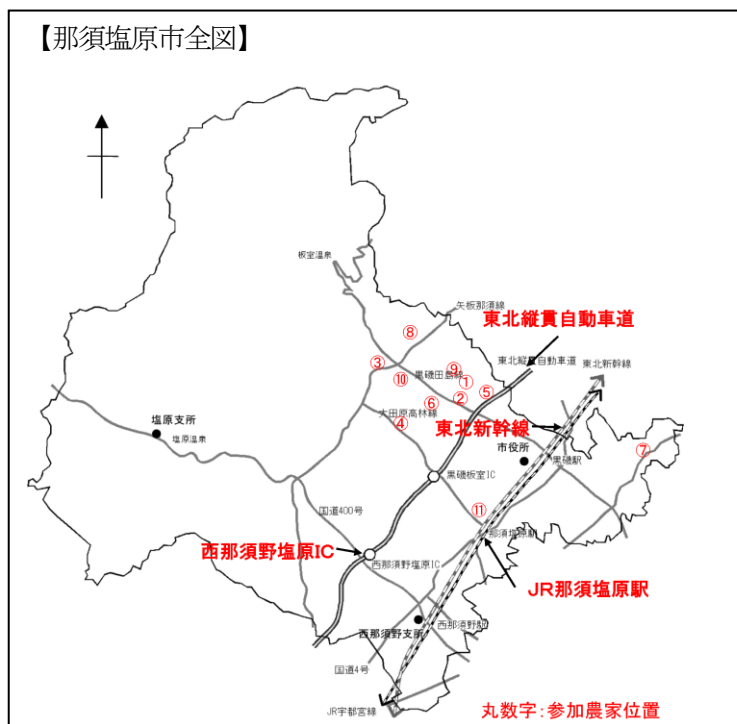 【那須塩原市全図】
板室温泉
矢板那須線
⑧
東北縦貫自動車道
東北縦貫自動車道
東北新幹線
③
⑨
黒磯田島線
⑩
①
⑤
②
⑥
大田原高林線
④
東北新幹線
塩原支所
塩原温泉
市役所
黒磯駅
⑦
黒磯板室IC
国道400号
⑪
那須塩原駅
西那須野塩原IC
西那須野塩原IC
JR那須塩原駅
西那須野支所
西那須野駅
国道4号
JR宇都宮線
丸数字:参加農家位置